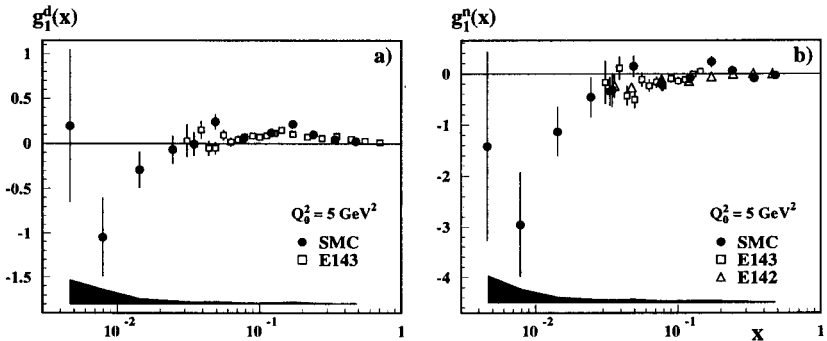 g₁ᵈ(x)
a)
1
0.5
0
-0.5
-1
-1.5
Q₀² = 5 GeV²
SMC
E143
10⁻²
10⁻¹
1
g₁ⁿ(x)
b)
1
0
-1
-2
-3
-4
Q₀² = 5 GeV²
SMC
E143
E142
10⁻²
10⁻¹
1
x